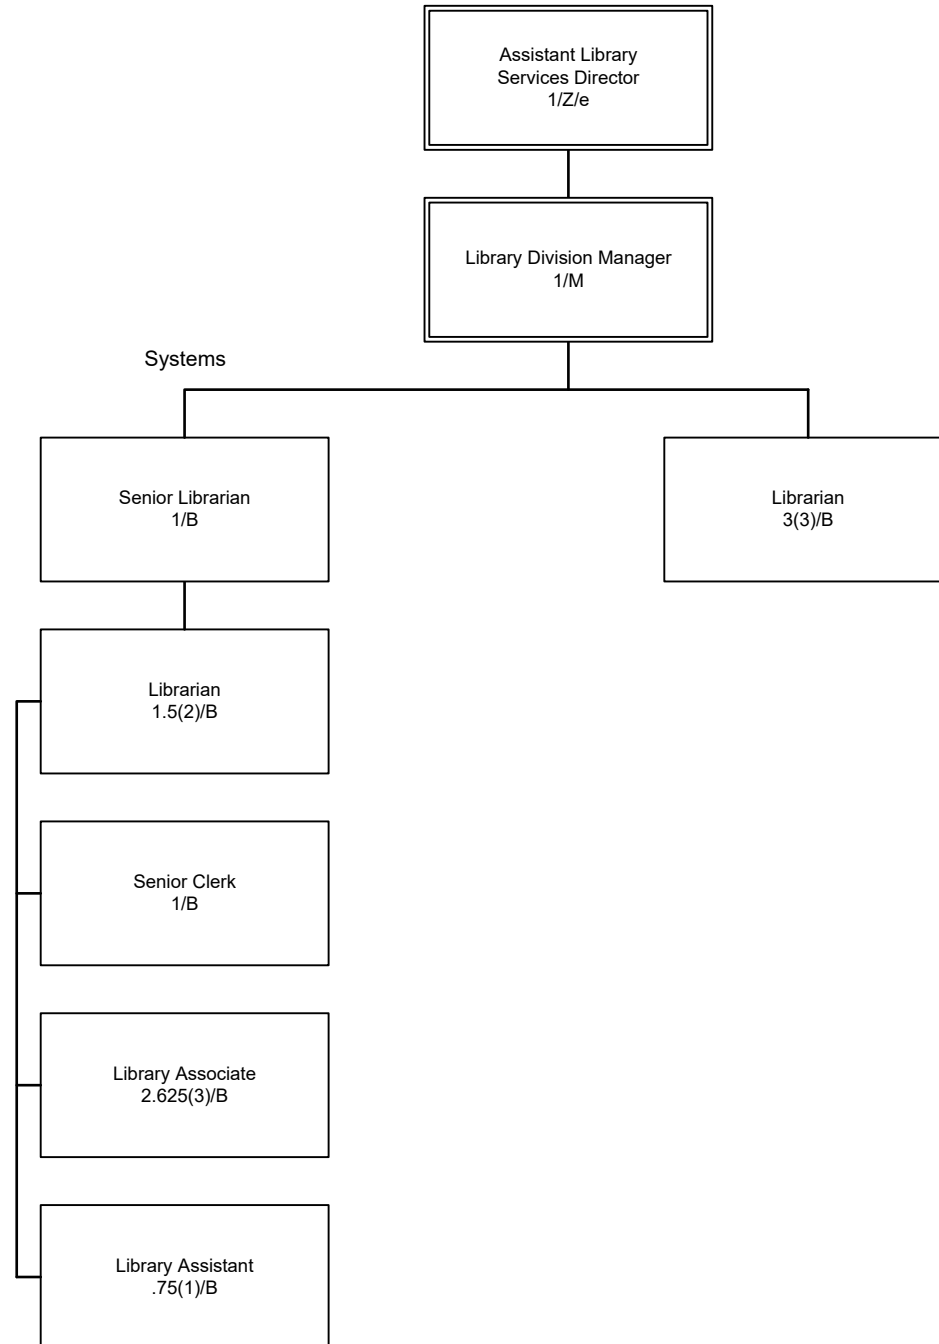 Assistant Library
Services Director
1/Z/e
Library Division Manager
1/M
Systems
Senior Librarian
1/B
Librarian
3(3)/B
Librarian
1.5(2)/B
Senior Clerk
1/B
Library Associate
2.625(3)/B
Library Assistant
.75(1)/B